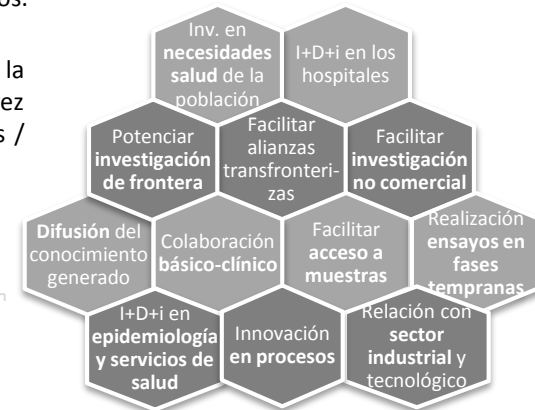 os.
la
ez
s /
n
Inv. en
necesidades
salud de la
población
I+D+i en los
hospitales
Potenciar
investigación
de frontera
Facilitar
alianzas
transfronteri-
zas
Facilitar
investigación
no comercial
Difusión del
conocimiento
generado
Colaboración
básico-clínico
Facilitar
acceso a
muestras
Realización
ensayos en
fases
tempranas
I+D+i en
epidemiología
y servicios de
salud
Innovación
en procesos
Relación con
sector
industrial y
tecnológico